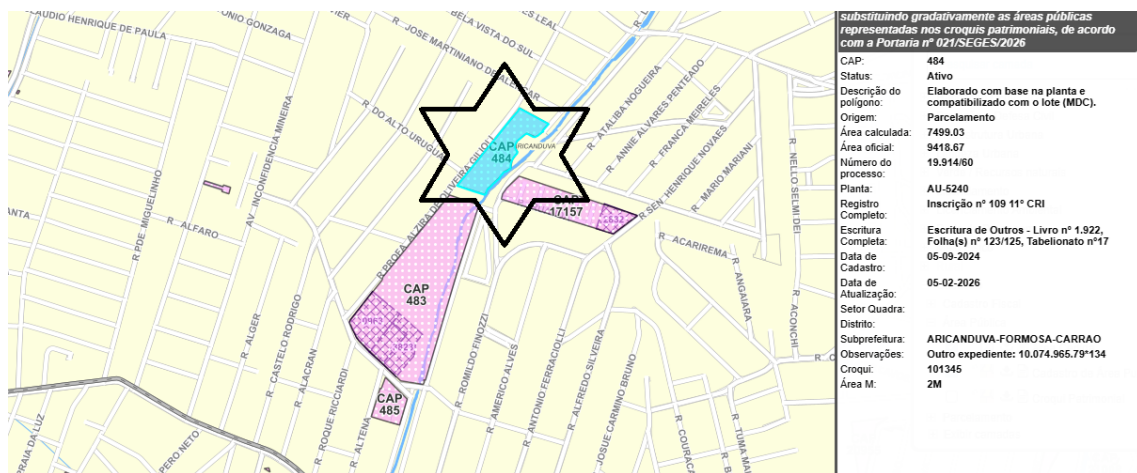 CLAUDIO HENRIQUE DE PAULA
ANTONIO GONZAGA
BELA VISTA DO SUL
R. JOSE MARTINIANO DE ALENCAR
R. DO ALTO URUGUAI
AV. INCONFIDENCIA MINEIRA
R.PDE. MIGUELINHO
R. ALFARO
R. PROFA. ALZIRA DE OLIVEIRA GILIOLI
CAP
484
ARICANDUVA
R. ATALIBA NOGUEIRA
R. ANNIE ALVARES PENTEADO
R. FRANCA MEIRELES
R. SEN. HENRIQUE NOVAES
R. MARIO MARIANI
R. NELLO SELMI DEI
CAP
17157
R. ACARIREMA
R. ANGAIARA
R. ACONCHI
CAP
483
R. ALGER
R. CASTELO RODRIGO
R. ALACRAN
R. ROQUE RICCIARDI
R. ALTENA
CAP
485
R. ROMILDO FINOZZI
R. AMERICO ALVES
R. ANTONIO FERRACIOLLI
R. ALFREDO SILVEIRA
JOSUE CARMINO BRUNO
R. COURACA
R. TUMA MA
PRAIA DA LUZ
PERO NETO
substituindo gradativamente as áreas públicas
representadas nos croquis patrimoniais, de acordo
com a Portaria nº 021/SEGES/2026
CAP: 484
Status: Ativo
Descrição do polígono: Elaborado com base na planta e
compatibilizado com o lote (MDC).
Origem: Parcelamento
Área calculada: 7499.03
Área oficial: 9418.67
Número do processo: 19.914/60
Planta: AU-5240
Registro Completo: Inscrição nº 109 11º CRI
Escritura Completa: Escritura de Outros - Livro nº 1.922,
Folha(s) nº 123/125, Tabelionato nº17
Data de Cadastro: 05-09-2024
Data de Atualização: 05-02-2026
Setor Quadra:
Distrito:
Subprefeitura: ARICANDUVA-FORMOSA-CARRAO
Observações: Outro expediente: 10.074.965.79*134
Croqui: 101345
Área M: 2M